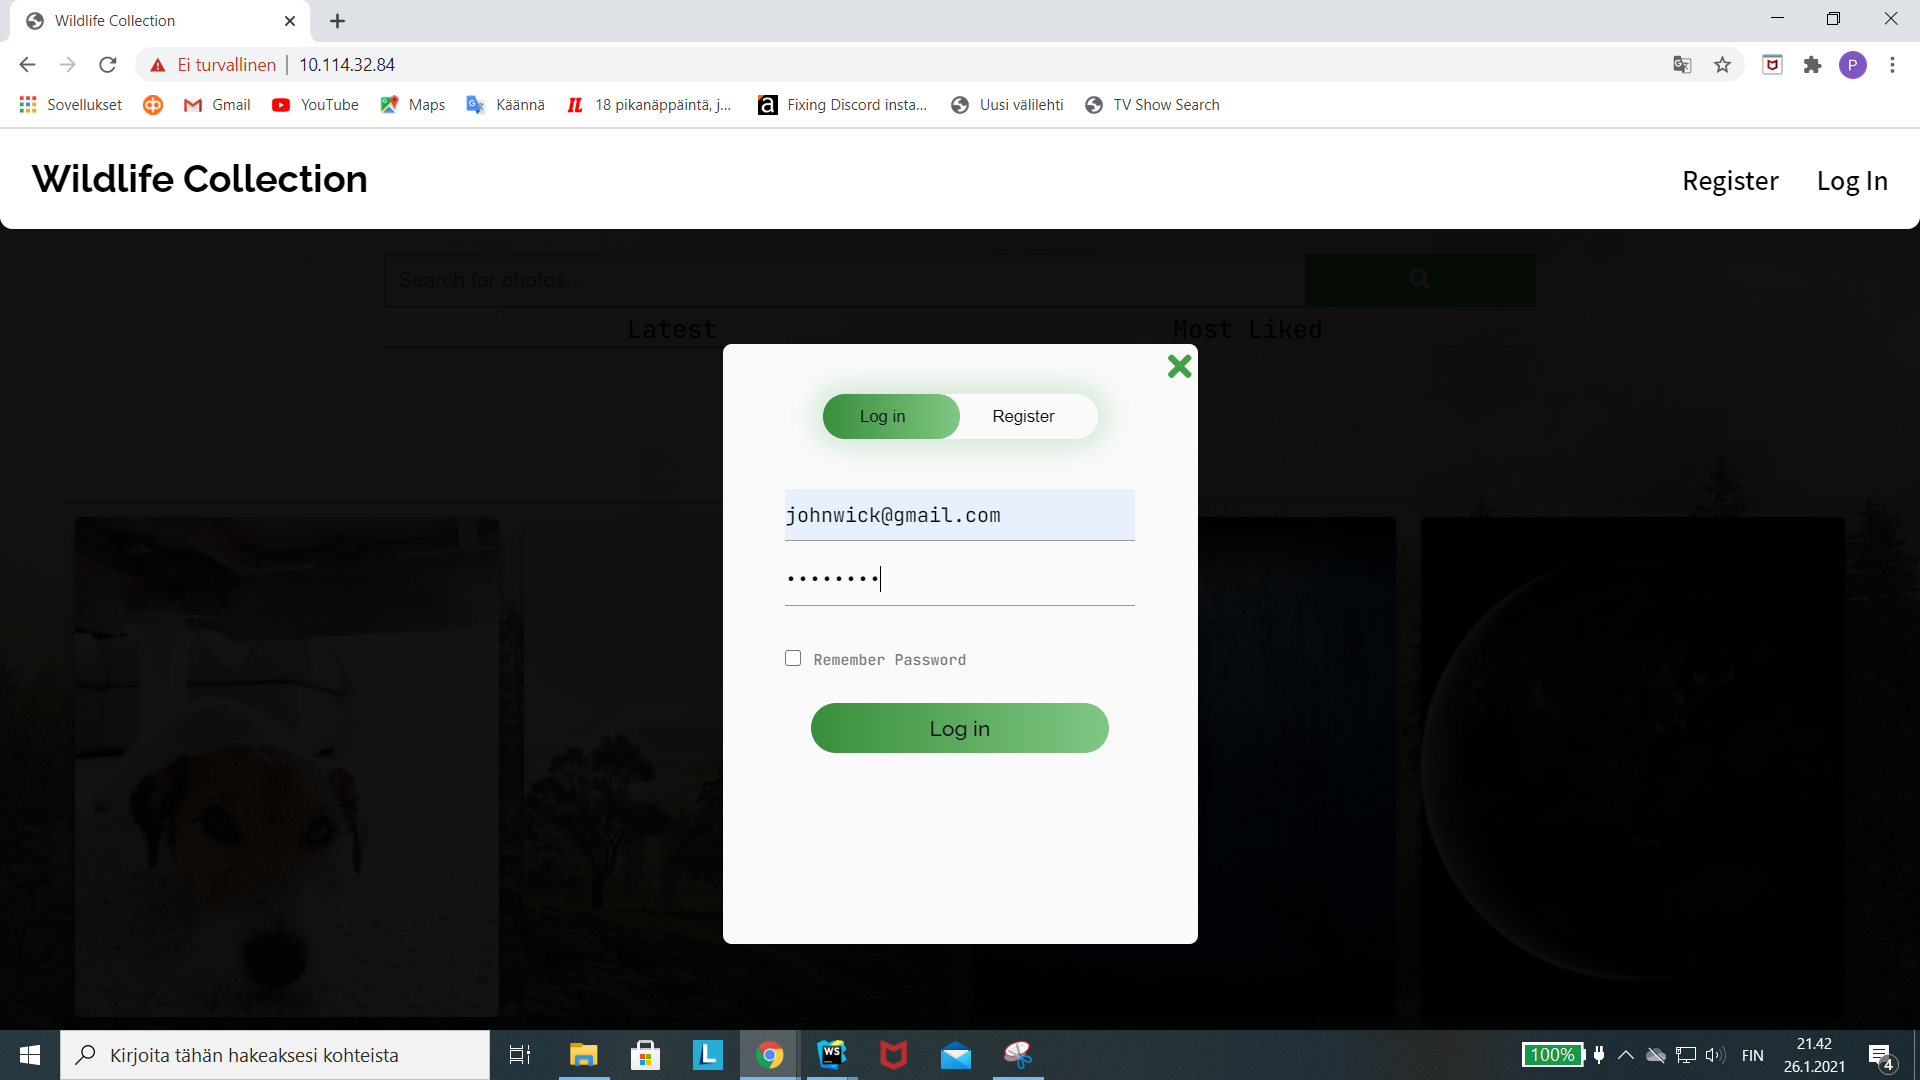 Wildlife Collection
Ei turvallinen 10.114.32.84
P
Sovellukset Gmail YouTube Maps Käännä 18 pikanäppäintä, j... Fixing Discord insta... Uusi välilehti TV Show Search
Wildlife Collection Register Log In
Search for photos...
Latest Most Liked
Log in Register
johnwick@gmail.com
••••••••
Remember Password
Log in
Kirjoita tähän hakeaksesi kohteista
L
WS
100%
FIN
21.42
26.1.2021
4